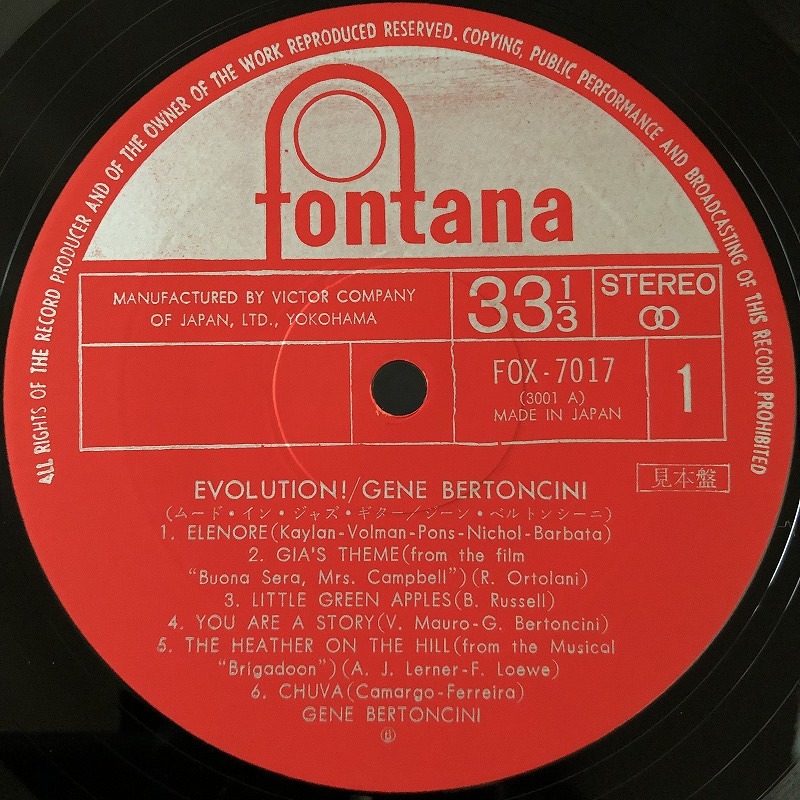 ALL RIGHTS OF THE RECORD PRODUCER AND OF THE OWNER OF THE WORK REPRODUCED RESERVED. COPYING, PUBLIC PERFORMANCE AND BROADCASTING OF THIS RECORD PROHIBITED
fontana
MANUFACTURED BY VICTOR COMPANY
OF JAPAN, LTD., YOKOHAMA
33 1/3
STEREO
FOX-7017
(3001 A)
MADE IN JAPAN
1
見本盤
EVOLUTION!/GENE BERTONCINI
(ムード・イン・ジャズ・ギター/ジーン・ベルトンシーニ)
1. ELENORE(Kaylan-Volman-Pons-Nichol-Barbata)
2. GIA'S THEME(from the film
"Buona Sera, Mrs. Campbell")(R. Ortolani)
3. LITTLE GREEN APPLES(B. Russell)
4. YOU ARE A STORY(V. Mauro-G. Bertoncini)
5. THE HEATHER ON THE HILL(from the Musical
"Brigadoon")(A. J. Lerner-F. Loewe)
6. CHUVA(Camargo-Ferreira)
GENE BERTONCINI